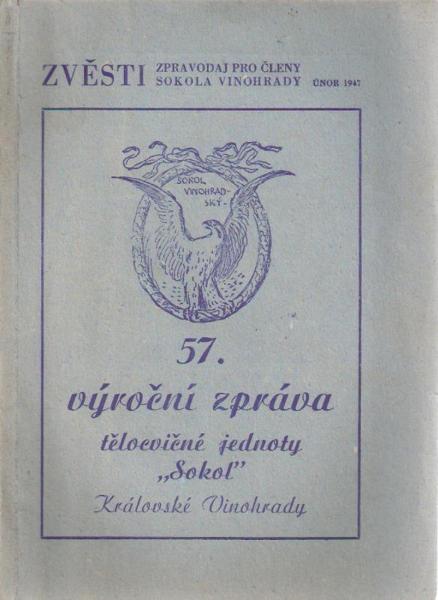 ZVĚSTI ZPRAVODAJ PRO ČLENY
SOKOLA VINOHRADY ÚNOR 1947
SOKOL
VINOHRAD-
SKÝ.
57.
výroční zpráva
tělocvičné jednoty
„Sokol”
Královské Vinohrady